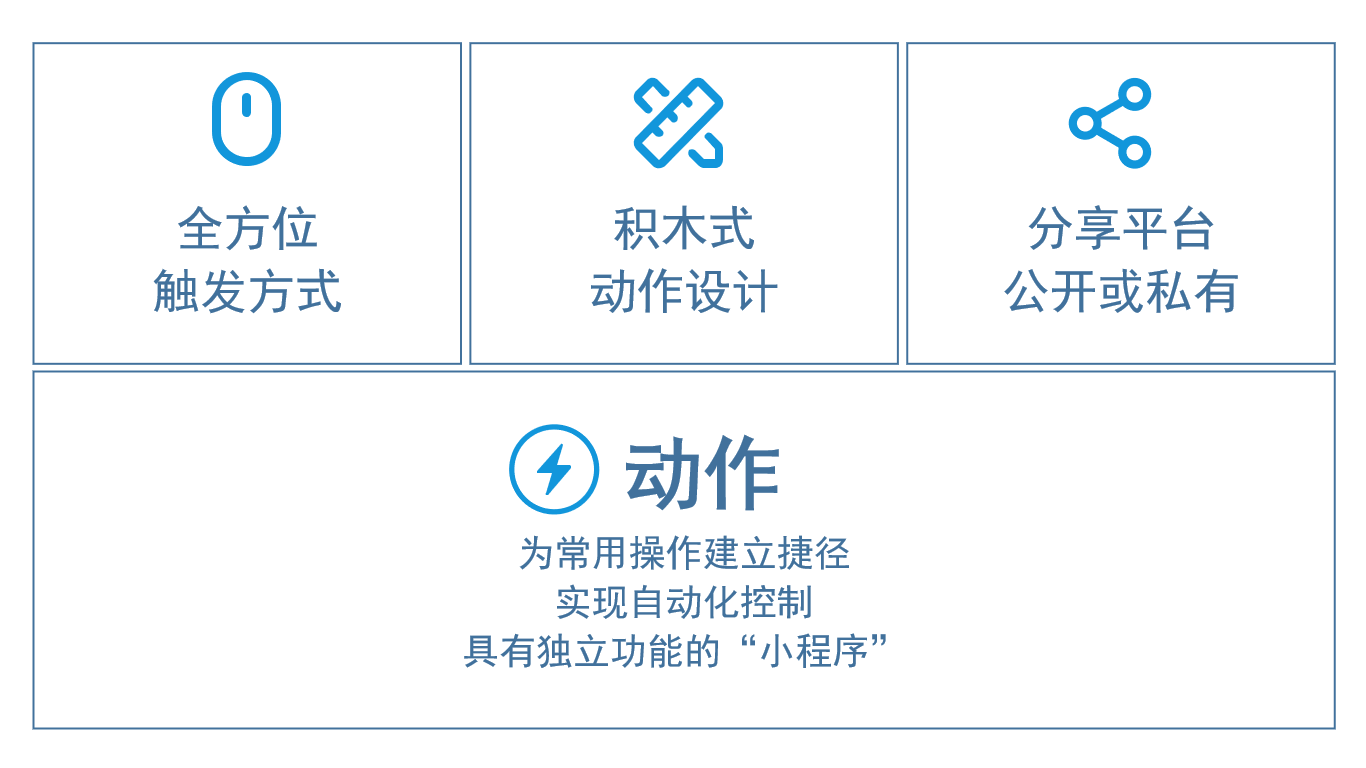 全方位
触发方式
积木式
动作设计
分享平台
公开或私有
动作
为常用操作建立捷径
实现自动化控制
具有独立功能的“小程序”